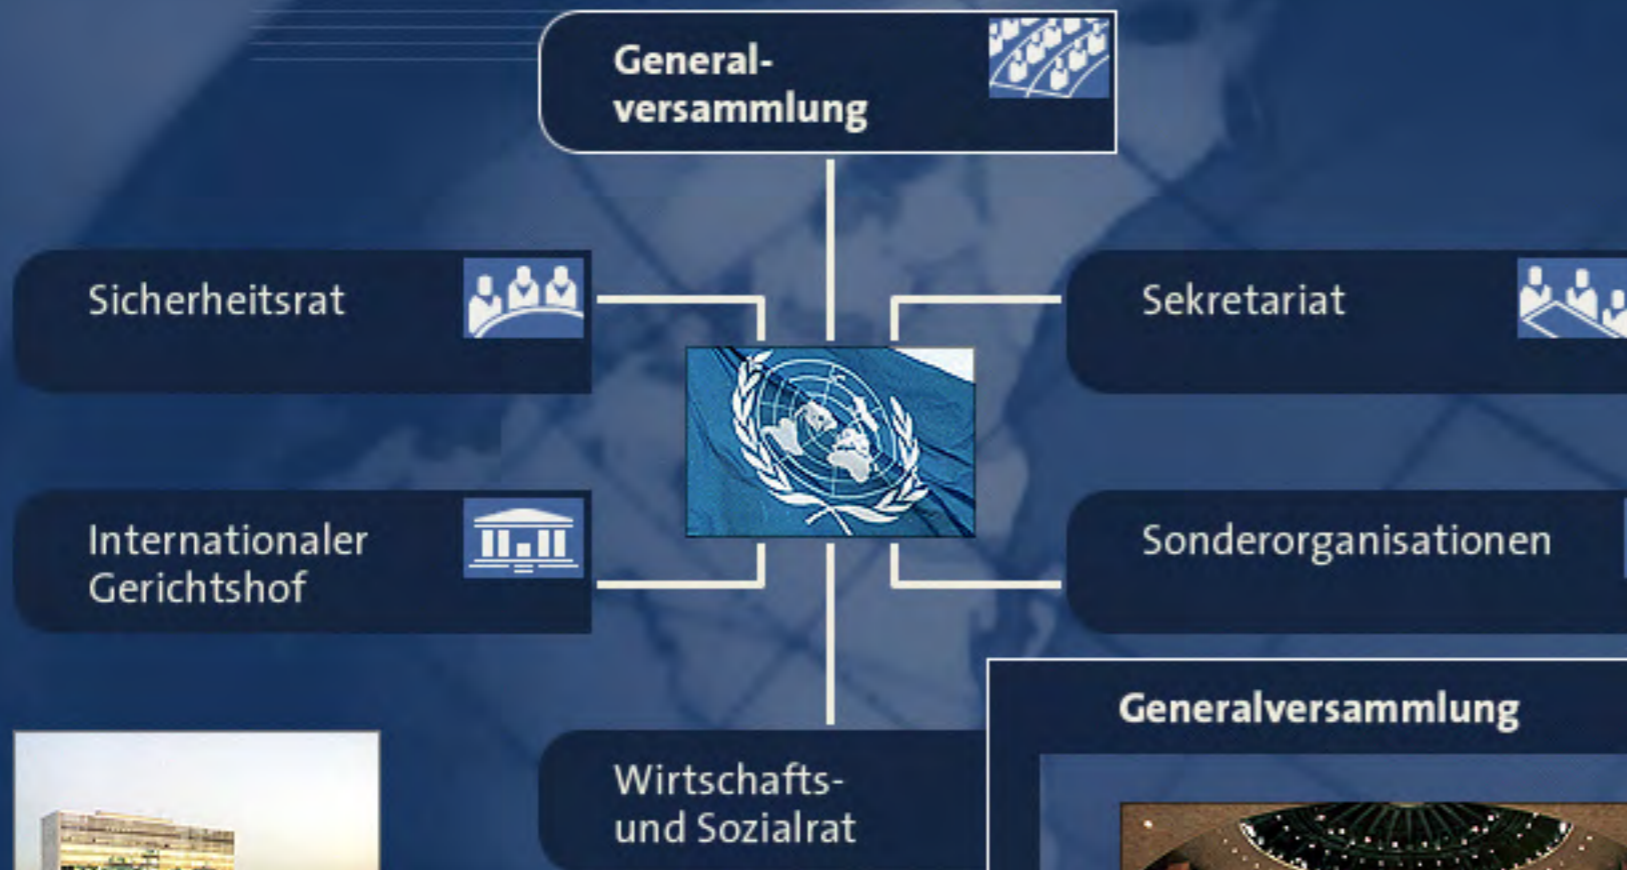 General-
versammlung
Sicherheitsrat
Sekretariat
Internationaler
Gerichtshof
Sonderorganisationen
Generalversammlung
Wirtschafts-
und Sozialrat